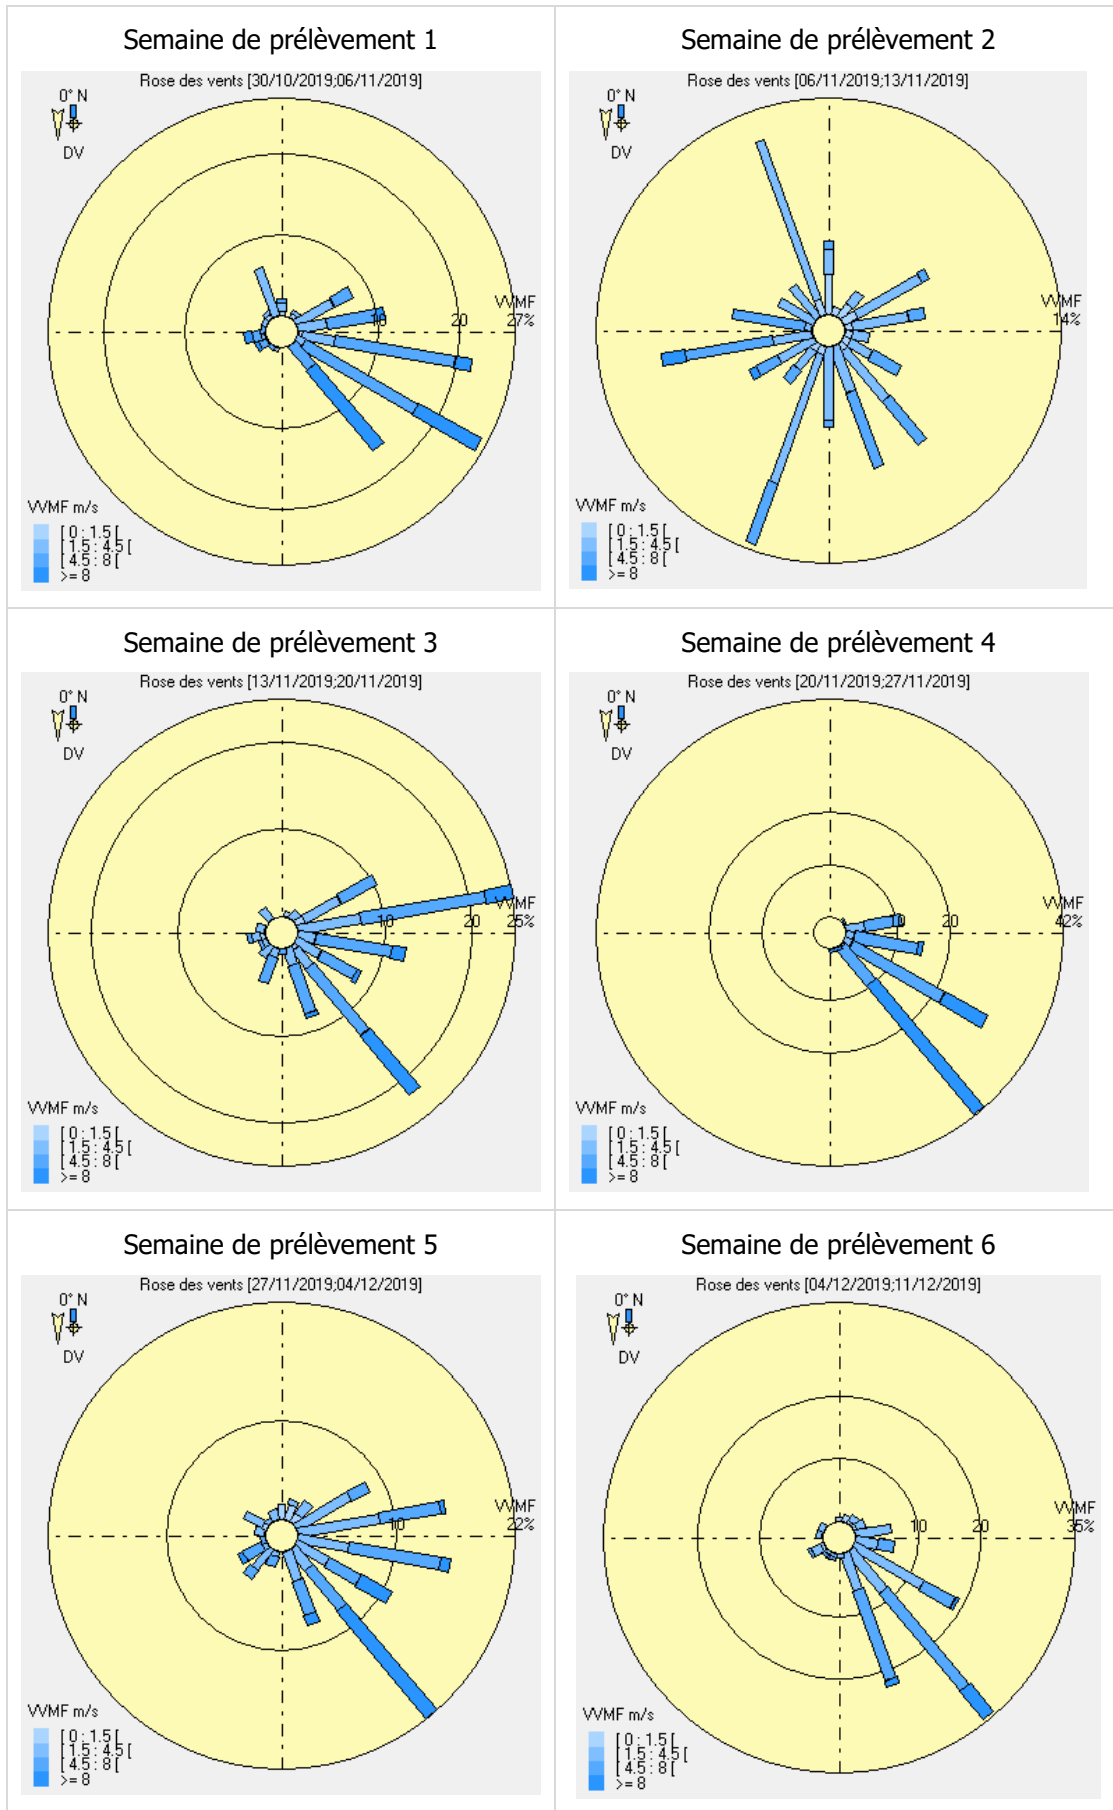 Semaine de prélèvement 1
Rose des vents [30/10/2019;06/11/2019]
0° N
DV
VVMF
10
20
27%
VVMF m/s
[ 0 : 1.5 [
[ 1.5 : 4.5 [
[ 4.5 : 8 [
>= 8
Semaine de prélèvement 2
Rose des vents [06/11/2019;13/11/2019]
0° N
DV
VVMF
14%
VVMF m/s
[ 0 : 1.5 [
[ 1.5 : 4.5 [
[ 4.5 : 8 [
>= 8
Semaine de prélèvement 3
Rose des vents [13/11/2019;20/11/2019]
0° N
DV
VVMF
10
20
25%
VVMF m/s
[ 0 : 1.5 [
[ 1.5 : 4.5 [
[ 4.5 : 8 [
>= 8
Semaine de prélèvement 4
Rose des vents [20/11/2019;27/11/2019]
0° N
DV
VVMF
20
42%
VVMF m/s
[ 0 : 1.5 [
[ 1.5 : 4.5 [
[ 4.5 : 8 [
>= 8
Semaine de prélèvement 5
Rose des vents [27/11/2019;04/12/2019]
0° N
DV
VVMF
10
22%
VVMF m/s
[ 0 : 1.5 [
[ 1.5 : 4.5 [
[ 4.5 : 8 [
>= 8
Semaine de prélèvement 6
Rose des vents [04/12/2019;11/12/2019]
0° N
DV
VVMF
10
20
35%
VVMF m/s
[ 0 : 1.5 [
[ 1.5 : 4.5 [
[ 4.5 : 8 [
>= 8